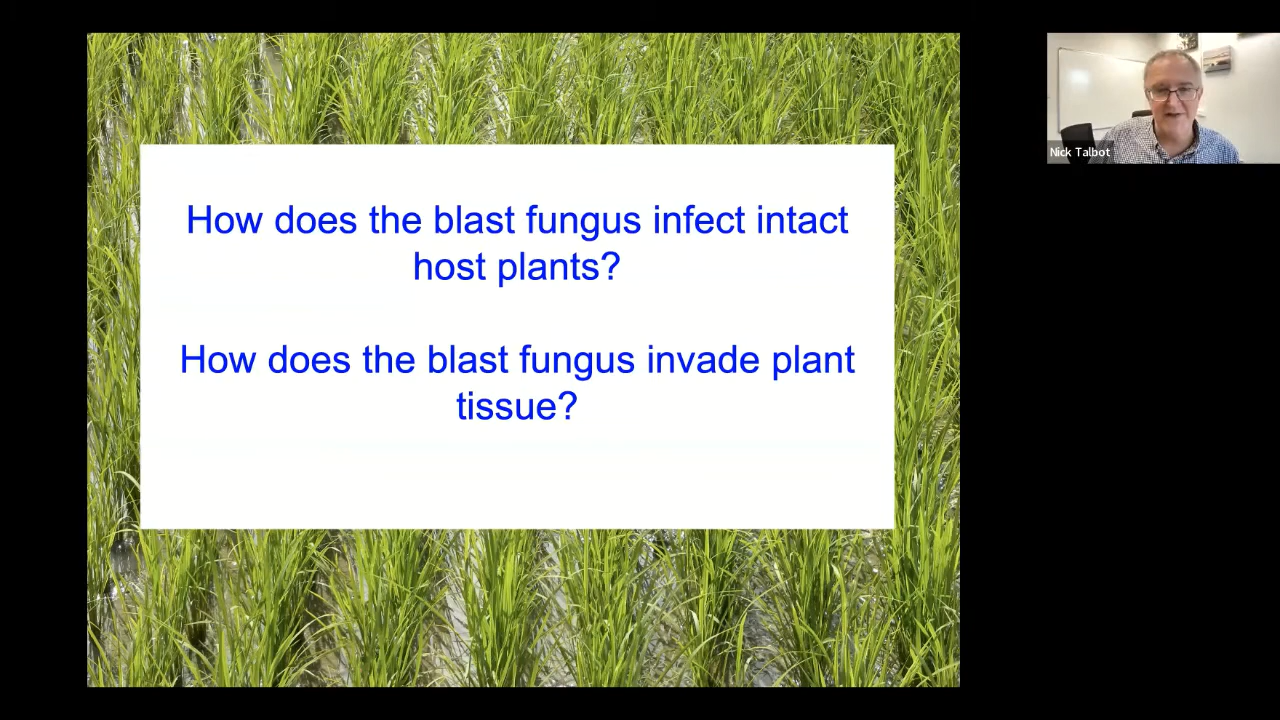 How does the blast fungus infect intact
host plants?
How does the blast fungus invade plant
tissue?
Nick Talbot